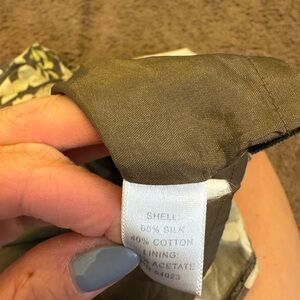 SHELL:
60% SILK
40% COTTON
LINING:
ACETATE
54023